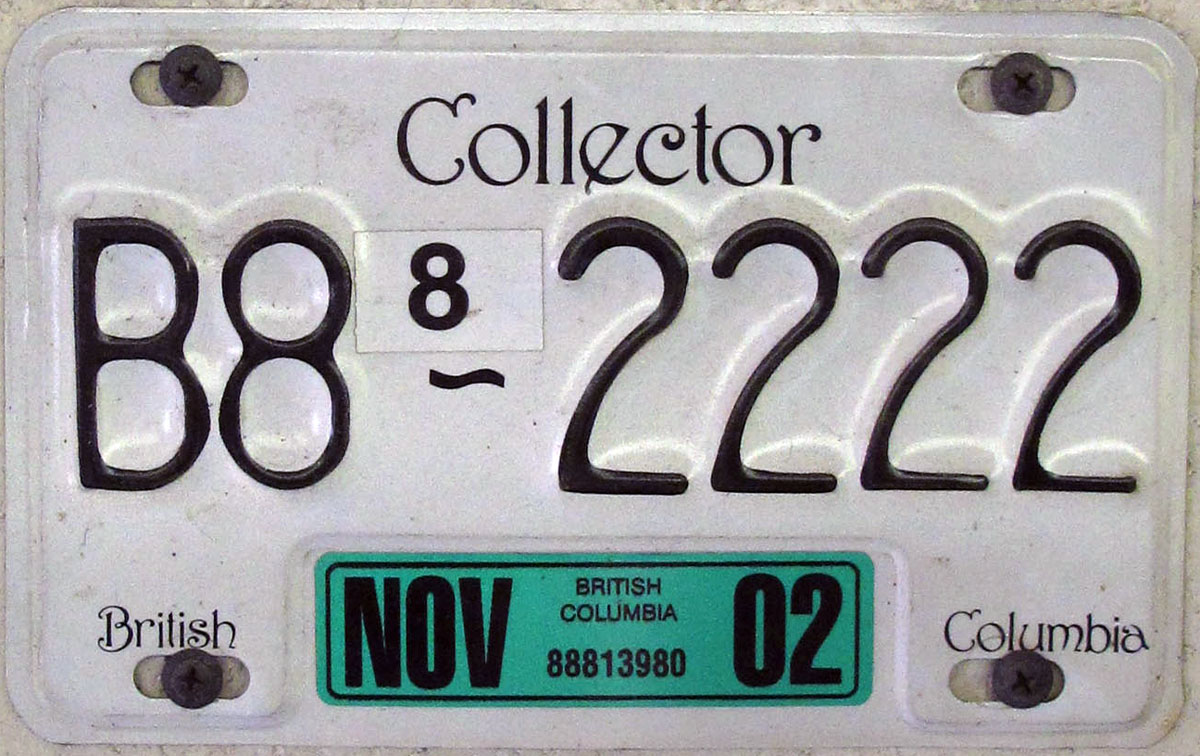 Collector
B8 8 ~ 2222
British
NOV BRITISH COLUMBIA 88813980 02
Columbia